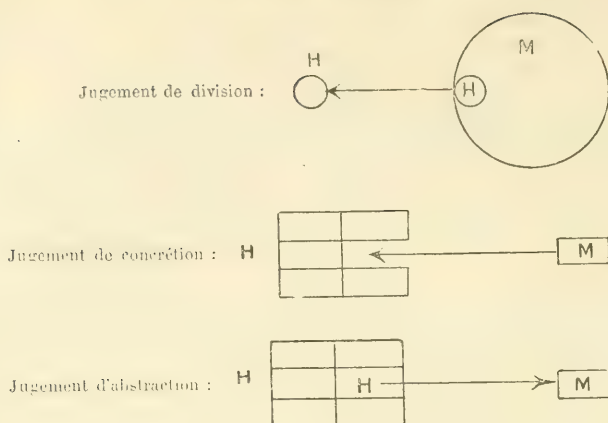 H
M
Jugement de division :
H
Jugement de concrétion :
H
M
Jugement d'abstraction :
H
H
M